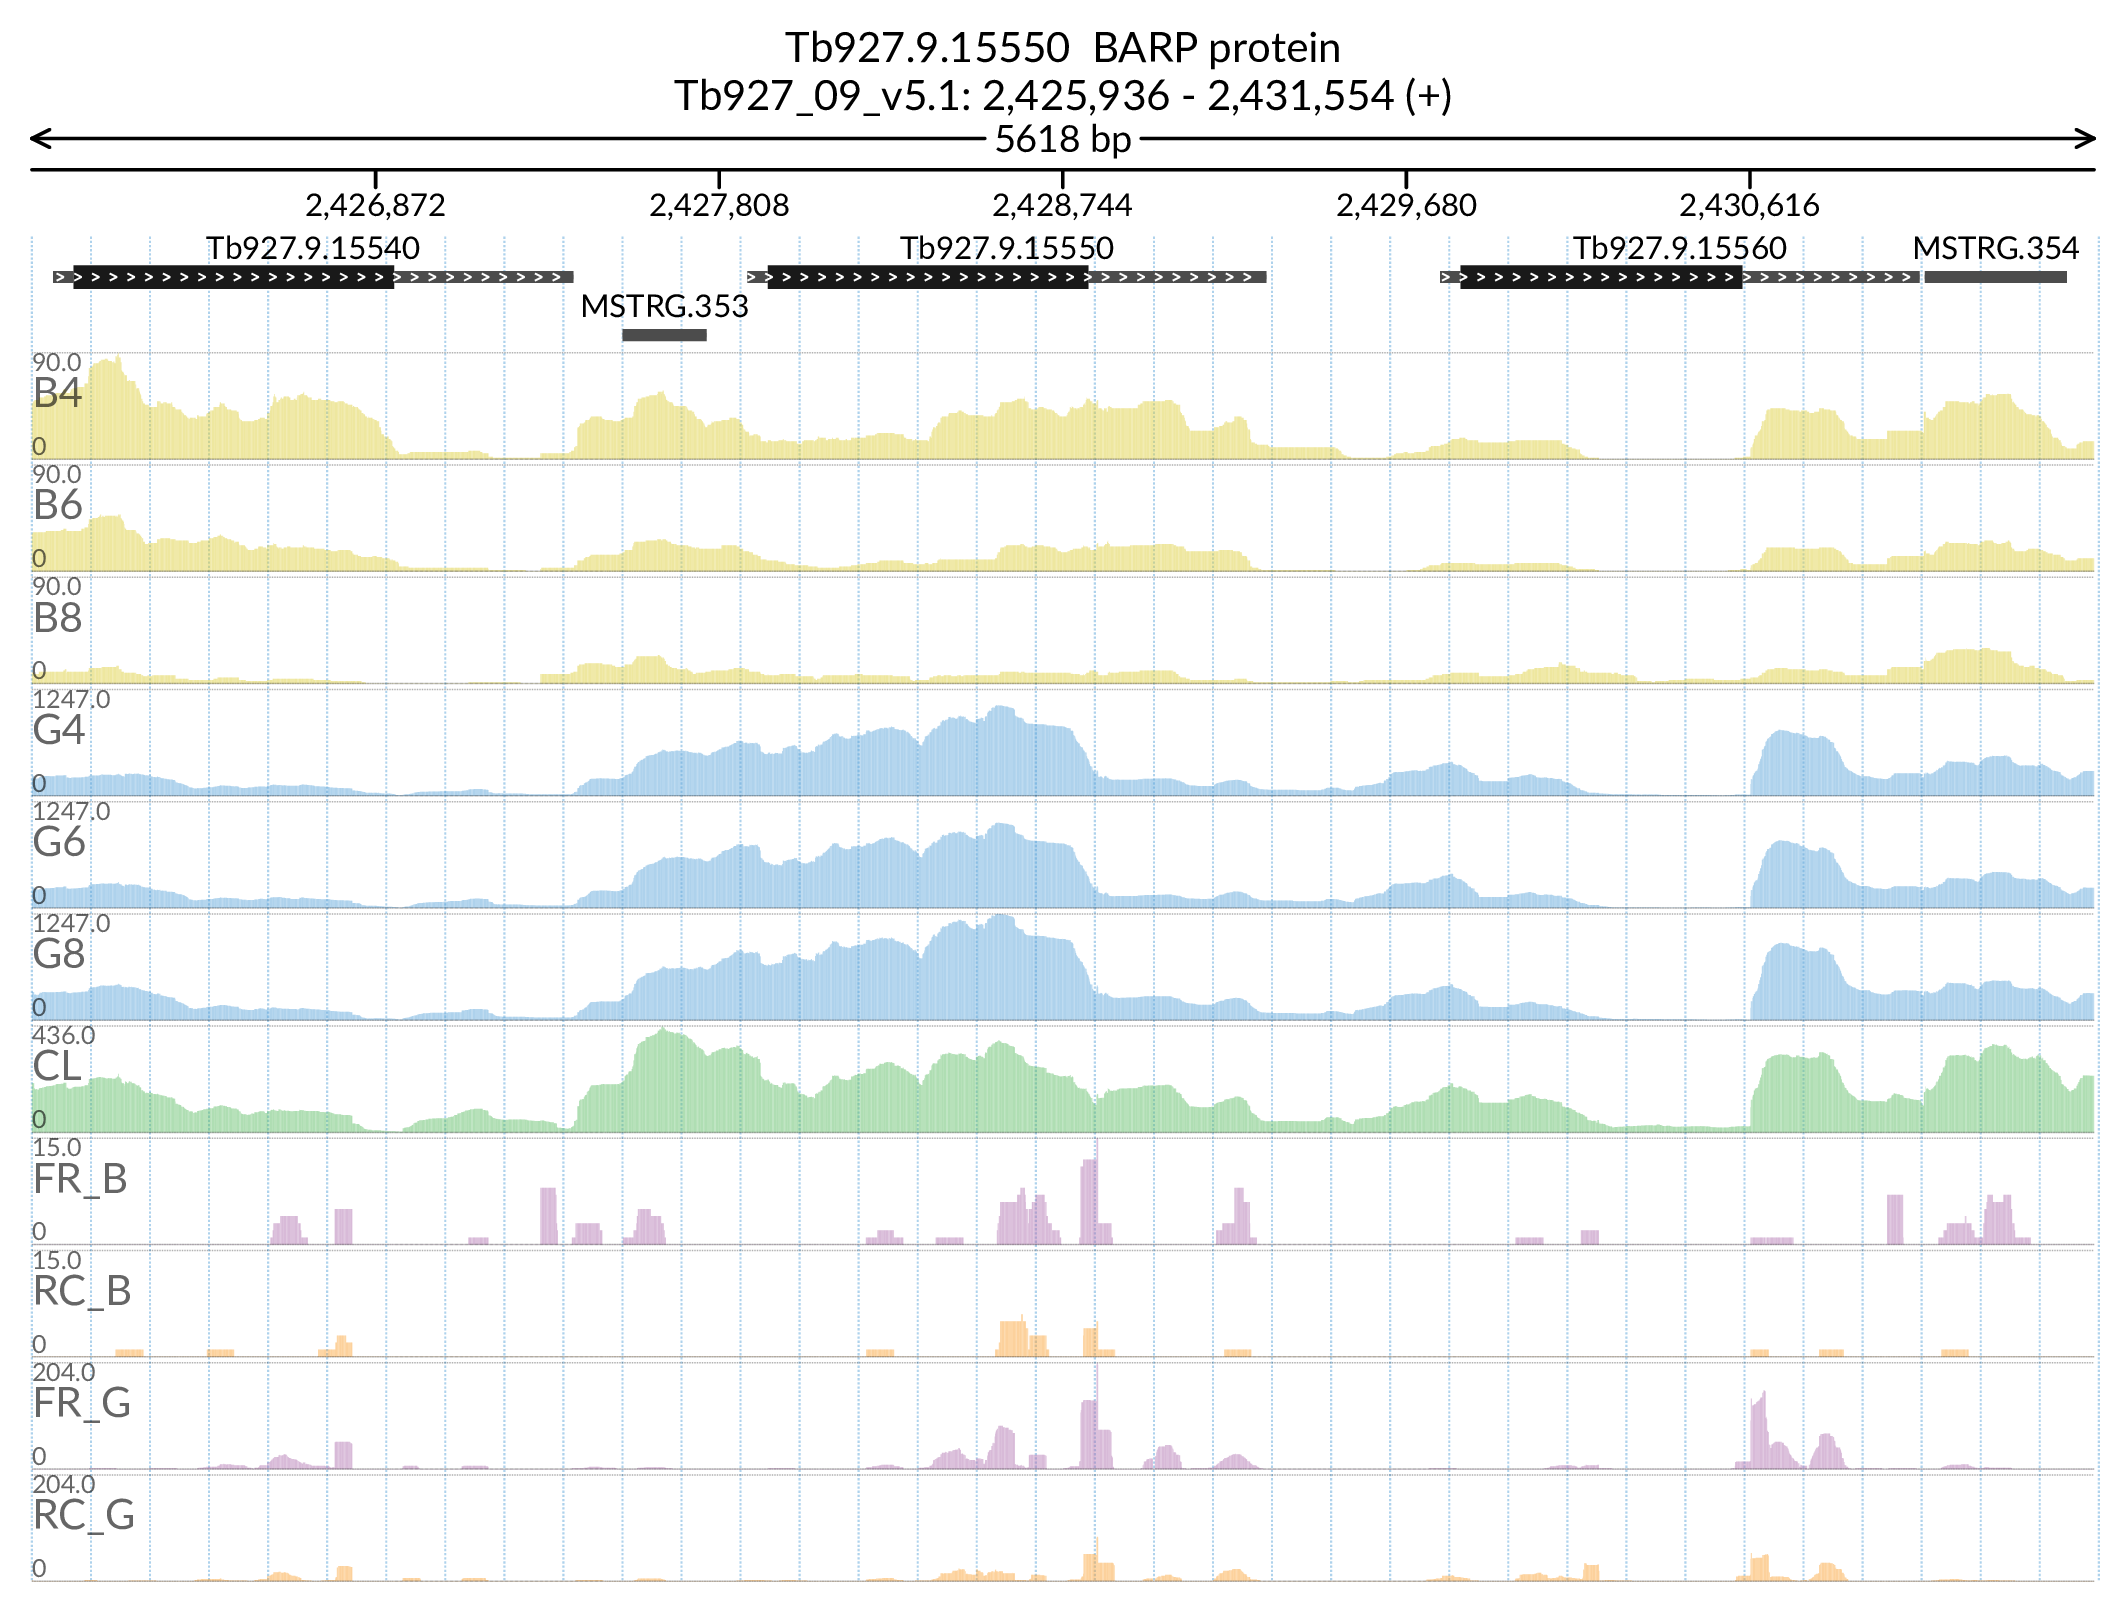 Tb927.9.15550 BARP protein
Tb927_09_v5.1: 2,425,936 - 2,431,554 (+)
5618 bp
2,426,872 2,427,808 2,428,744 2,429,680 2,430,616
Tb927.9.15540 Tb927.9.15550 Tb927.9.15560 MSTRG.354
MSTRG.353
90.0
B4
0
90.0
B6
0
90.0
B8
0
1247.0
G4
0
1247.0
G6
0
1247.0
G8
0
436.0
CL
0
15.0
FR_B
0
15.0
RC_B
0
204.0
FR_G
0
204.0
RC_G
0